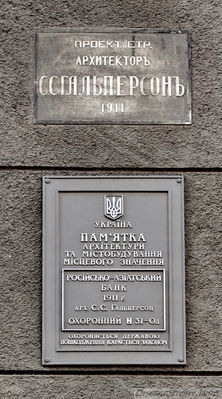 ПРОЕКТ. И СТР.
АРХИТЕКТОРЪ
С.С.ГАЛЬПЕРСОНЪ
1911
УКРАЇНА
ПАМ'ЯТКА
АРХІТЕКТУРИ
ТА МІСТОБУДУВАННЯ
МІСЦЕВОГО ЗНАЧЕННЯ
РОСІЙСЬКО-АЗІАТСЬКИЙ
БАНК
1911 Р.
АРХ. С.С. ГАЛЬПЕРСОН
ОХОРОННИЙ № 31-Од
ОХОРОНЯЄТЬСЯ ДЕРЖАВОЮ
ПОШКОДЖЕННЯ КАРАЄТЬСЯ ЗАКОНОМ